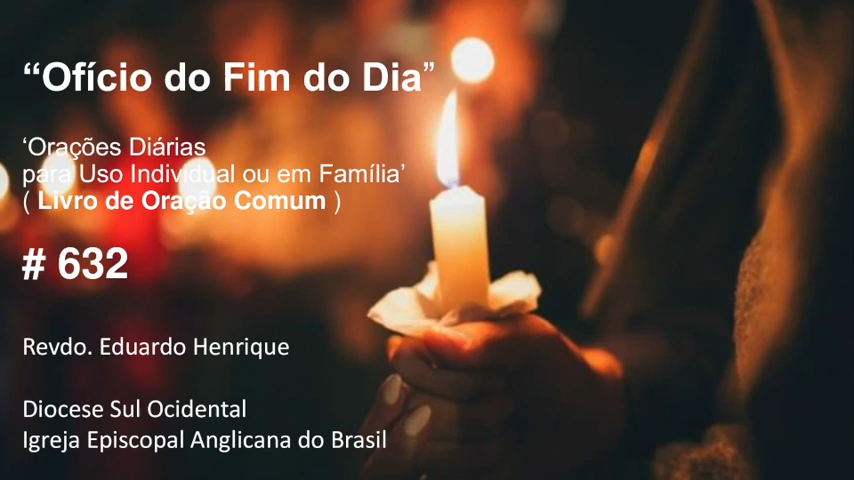 “Ofício do Fim do Dia”
‘Orações Diárias
para Uso Individual ou em Família’
( Livro de Oração Comum )
# 632
Revdo. Eduardo Henrique
Diocese Sul Ocidental
Igreja Episcopal Anglicana do Brasil